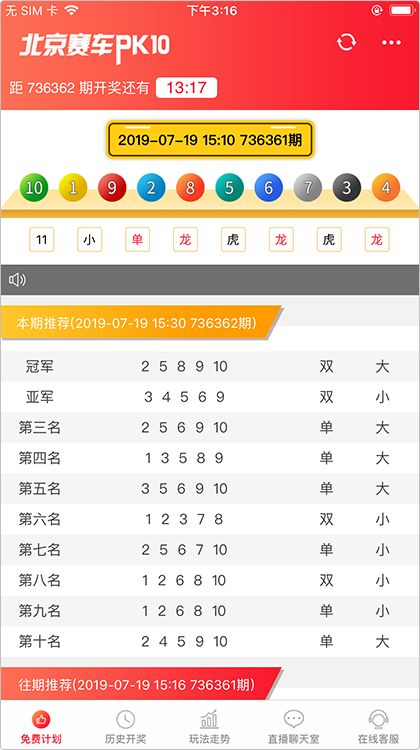 无 SIM 卡 下午3:16
北京赛车PK10
距 736362 期开奖还有 13:17
2019-07-19 15:10 736361期
10 1 9 2 8 5 6 7 3 4
11 小 单 龙 虎 龙 虎 龙
本期推荐(2019-07-19 15:30 736362期)
冠军 2 5 8 9 10 双 大
亚军 3 4 5 6 9 双 小
第三名 2 5 6 9 10 单 大
第四名 1 3 5 8 9 单 大
第五名 3 5 6 9 10 单 大
第六名 1 2 3 7 8 双 小
第七名 2 5 6 7 10 单 小
第八名 1 2 6 8 10 双 小
第九名 1 2 6 8 10 单 小
第十名 2 4 5 9 10 单 大
往期推荐(2019-07-19 15:16 736361期)
免费计划 历史开奖 玩法走势 直播聊天室 在线客服